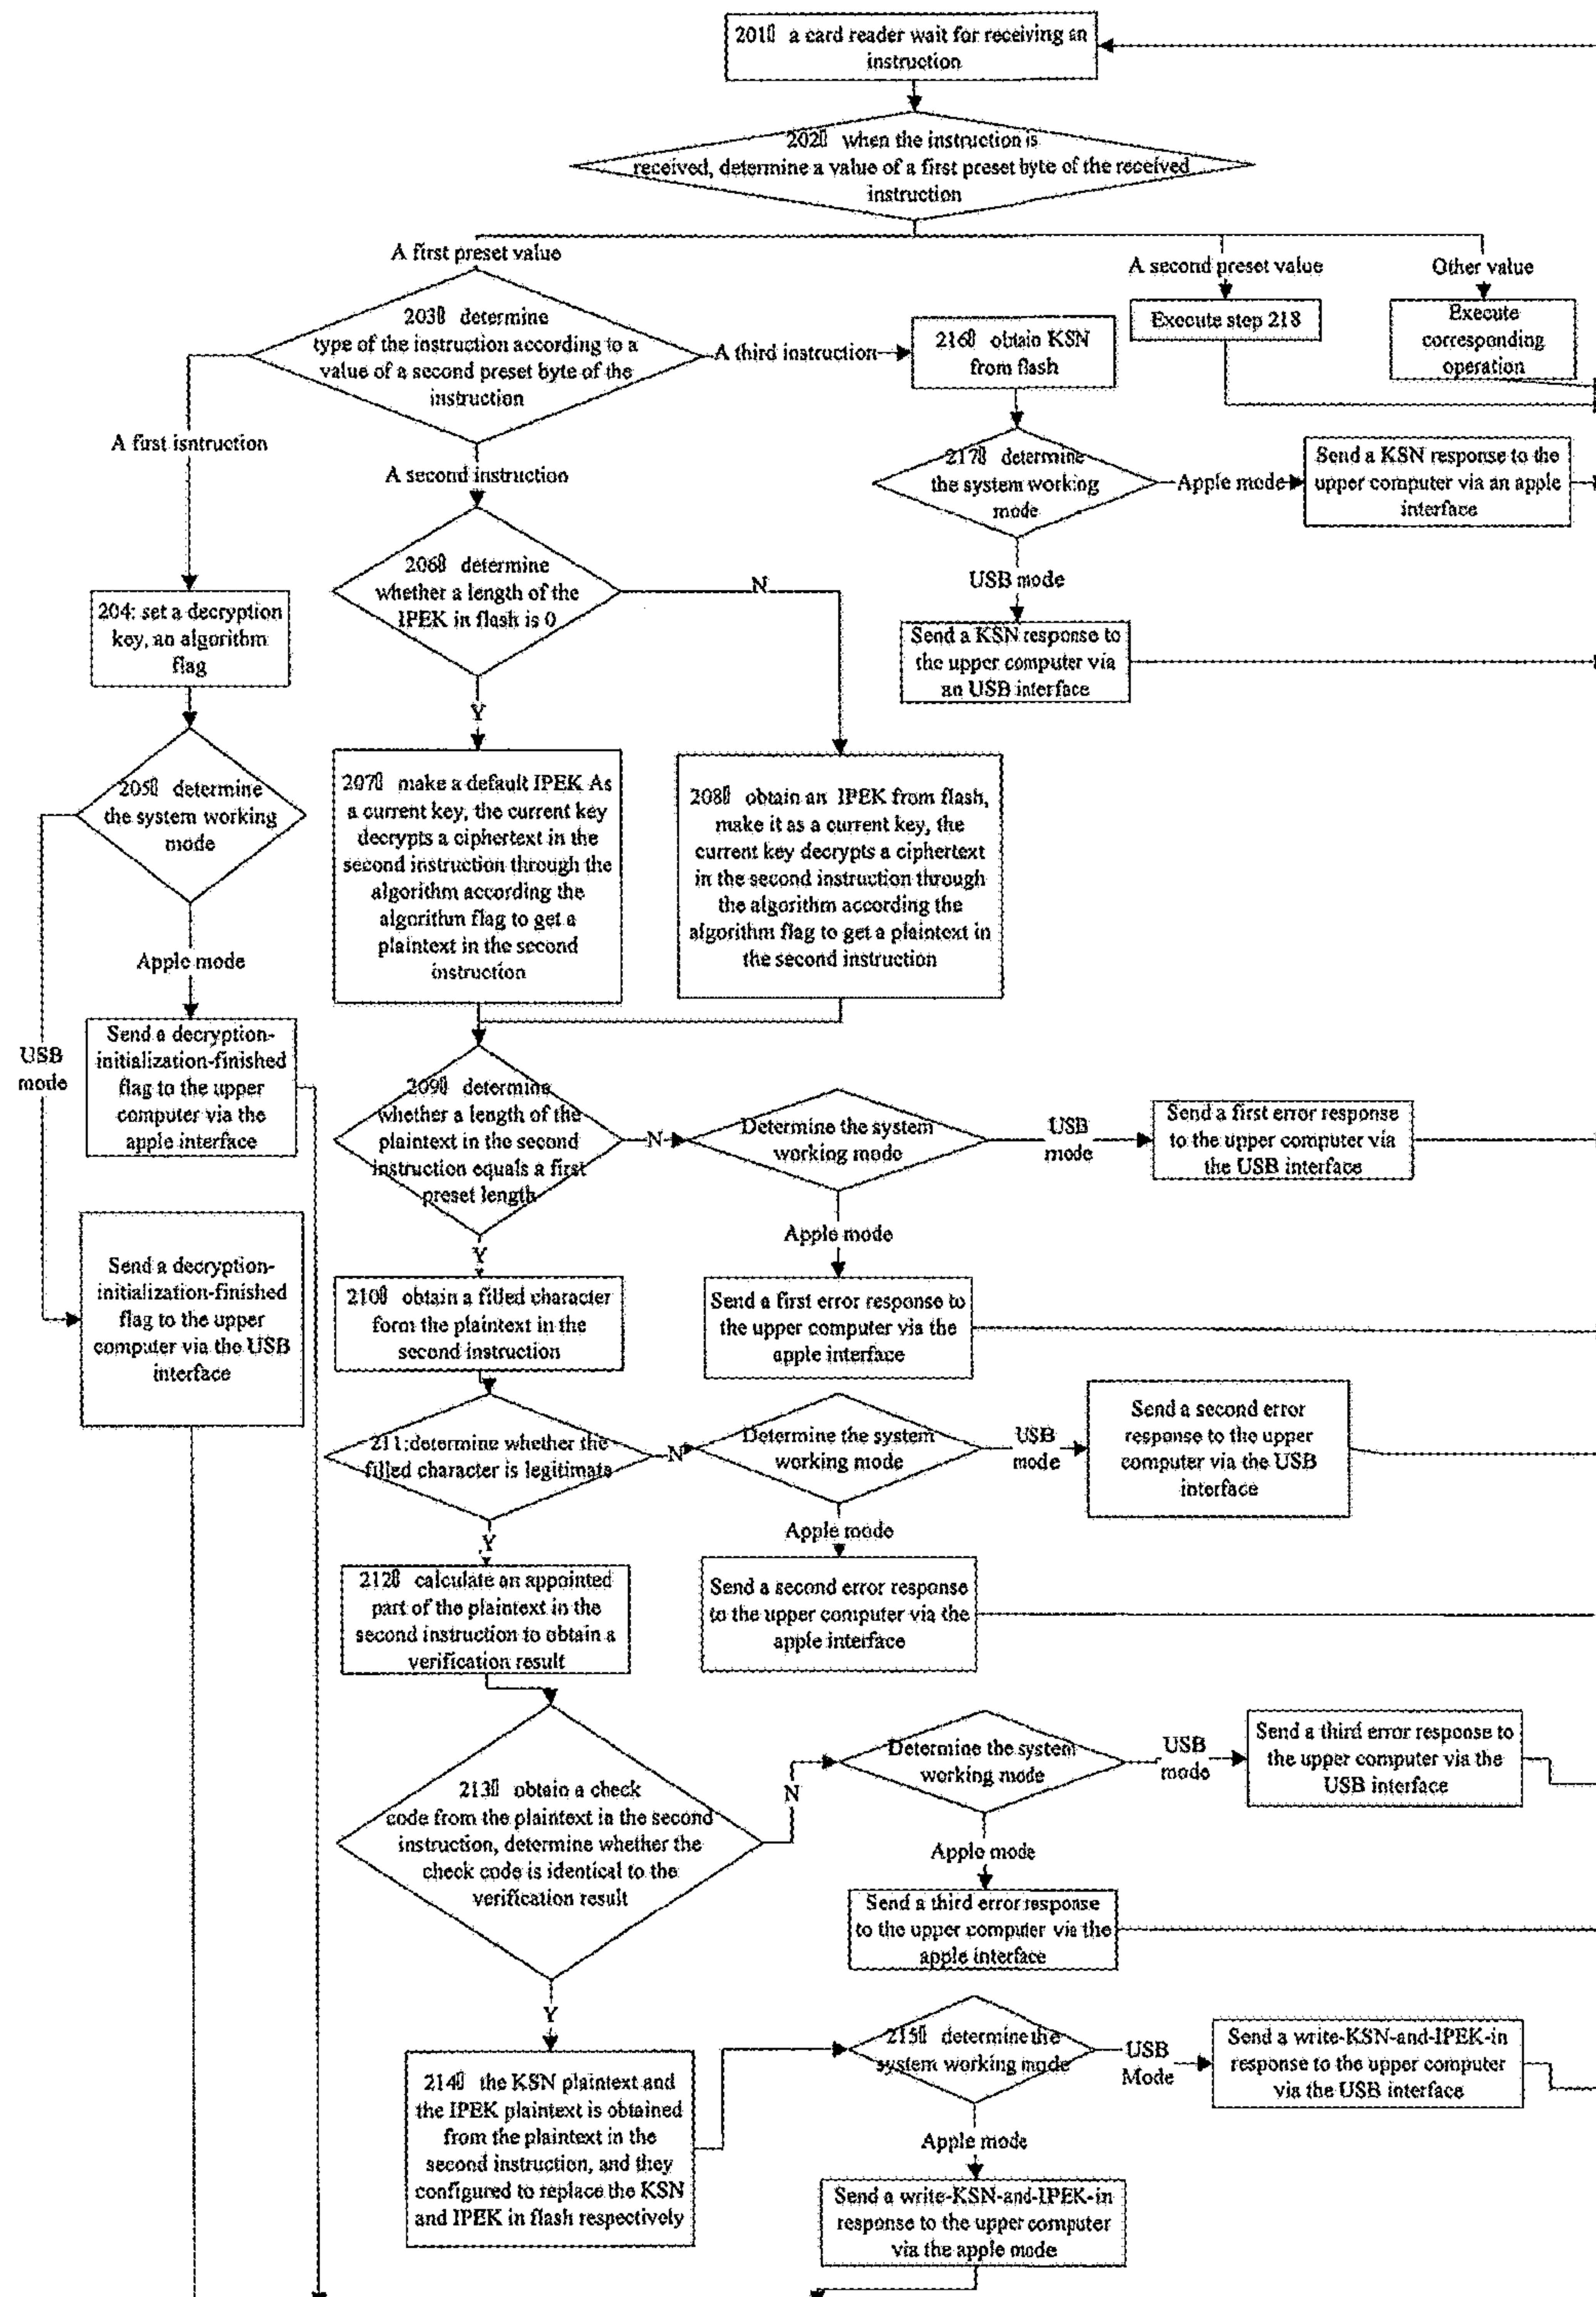 201▯ a card reader wait for receiving an
instruction
202▯ when the instruction is
received, determine a value of a first preset byte of the received
instruction
A first preset value
A second preset value
Other value
203▯ determine
type of the instruction according to a
value of a second preset byte of the
instruction
A third instruction
216▯ obtain KSN
from flash
Execute step 218
Execute
corresponding
operation
A first isntruction
A second instruction
217▯ determine
the system working
mode
Apple mode
Send a KSN response to the
upper computer via an apple
interface
USB mode
Send a KSN response to
the upper computer via
an USB interface
204: set a decryption
key, an algorithm
flag
206▯ determine
whether a length of the
IPEK in flash is 0
N
Y
205▯ determine
the system working
mode
207▯ make a default IPEK As
a current key, the current key
decrypts a ciphertext in the
second instruction through the
algorithm according the
algorithm flag to get a
plaintext in the second
instruction
208▯ obtain an IPEK from flash,
make it as a current key, the
current key decrypts a ciphertext
in the second instruction through
the algorithm according the
algorithm flag to get a plaintext in
the second instruction
Apple mode
USB
mode
Send a decryption-
initialization-finished
flag to the upper
computer via the
apple interface
Send a decryption-
initialization-finished
flag to the upper
computer via the USB
interface
209▯ determine
whether a length of the
plaintext in the second
instruction equals a first
preset length
N
Determine the system
working mode
USB
mode
Send a first error response
to the upper computer via
the USB interface
Apple mode
Send a first error response to
the upper computer via the
apple interface
Y
210▯ obtain a filled character
form the plaintext in the
second instruction
211:determine whether the
filled character is legitimate
N
Determine the system
working mode
USB
mode
Send a second error
response to the upper
computer via the USB
interface
Apple mode
Send a second error response
to the upper computer via the
apple interface
Y
212▯ calculate an appointed
part of the plaintext in the
second instruction to obtain a
verification result
213▯ obtain a check
code from the plaintext in the second
instruction, determine whether the
check code is identical to the
verification result
N
Determine the system
working mode
USB
mode
Send a third error response to
the upper computer via the
USB interface
Apple mode
Send a third error response
to the upper computer via the
apple interface
Y
214▯ the KSN plaintext and
the IPEK plaintext is obtained
from the plaintext in the
second instruction, and they
configured to replace the KSN
and IPEK in flash respectively
215▯ determine the
system working mode
USB
Mode
Send a write-KSN-and-IPEK-in
response to the upper computer
via the USB interface
Apple mode
Send a write-KSN-and-IPEK-in
response to the upper computer
via the apple mode